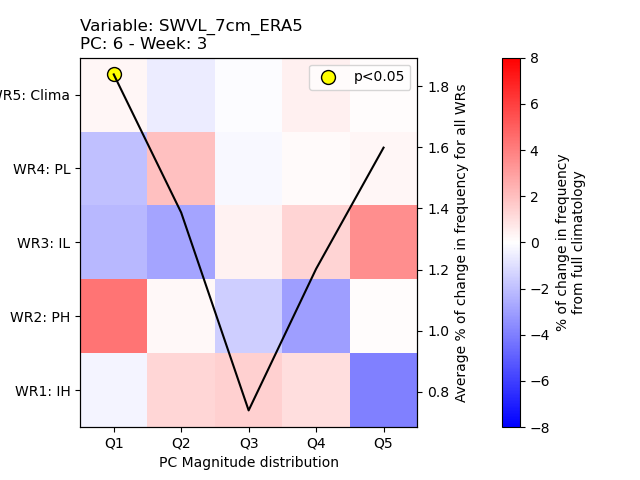 Variable: SWVL_7cm_ERA5
PC: 6 - Week: 3
p<0.05
WR5: Clima
WR4: PL
WR3: IL
WR2: PH
WR1: IH
Q1 Q2 Q3 Q4 Q5
PC Magnitude distribution
1.8
1.6
1.4
1.2
1.0
0.8
Average % of change in frequency for all WRs
8
6
4
2
0
−2
−4
−6
−8
% of change in frequency
from full climatology